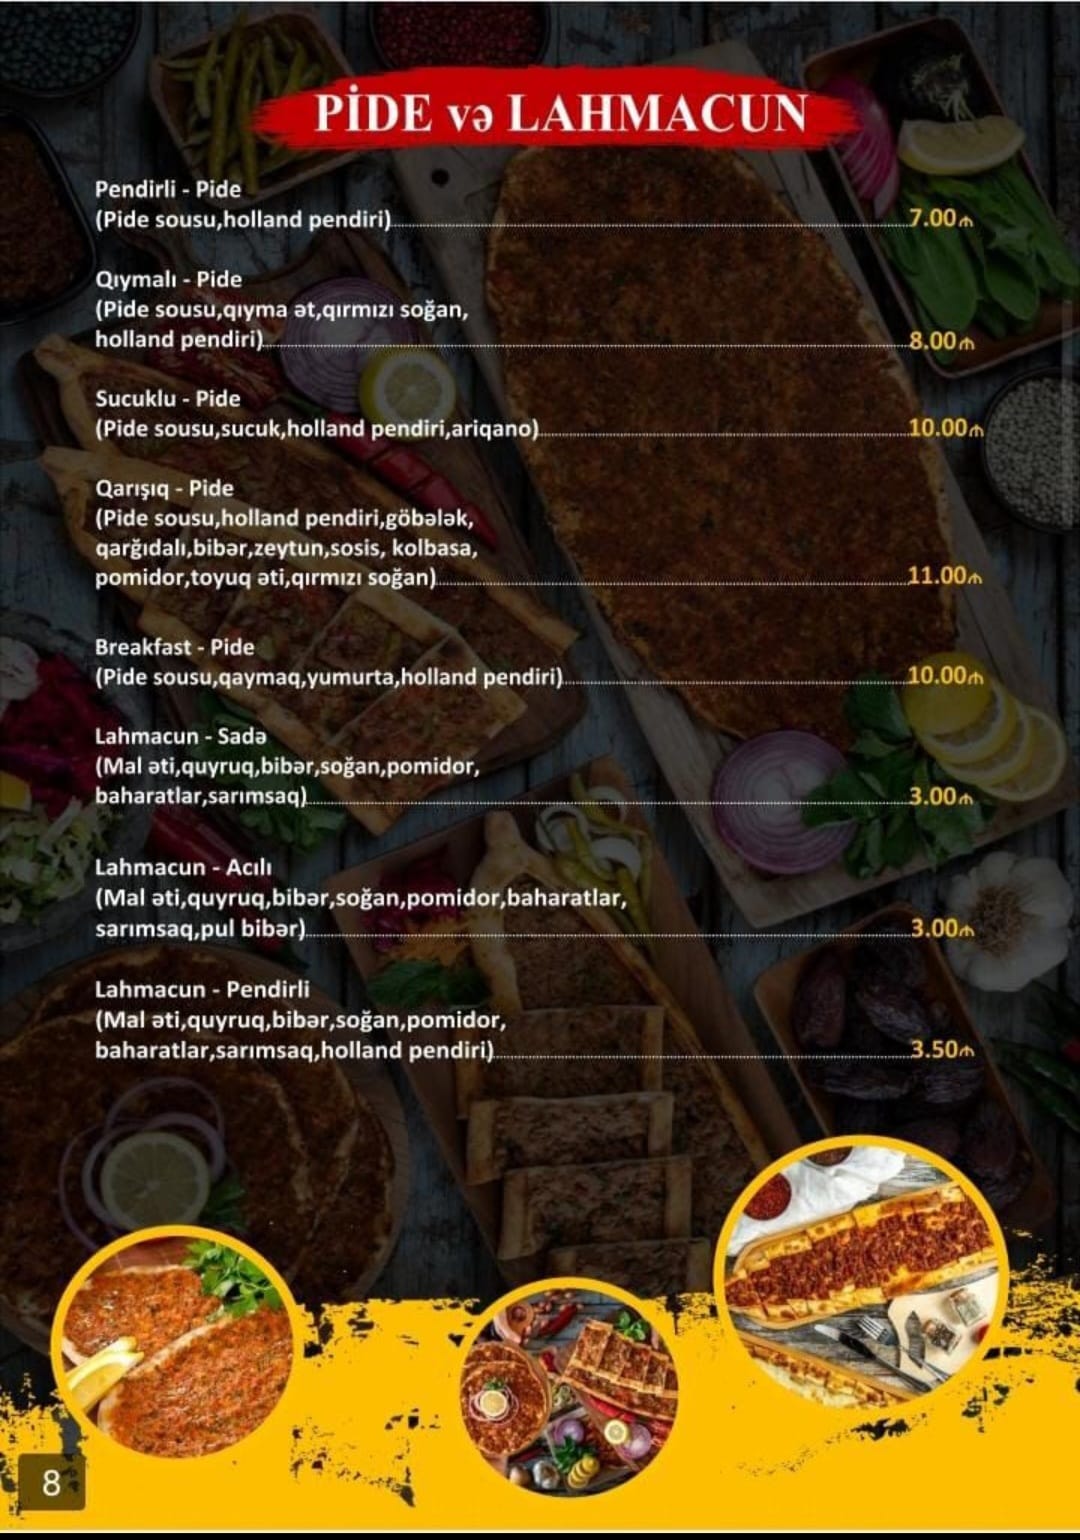 PİDE və LAHMACUN
Pendirli - Pide
(Pide sousu,holland pendiri) 7.00₼
Qıymalı - Pide
(Pide sousu,qıyma ət,qırmızı soğan,
holland pendiri) 8.00₼
Sucuklu - Pide
(Pide sousu,sucuk,holland pendiri,ariqano) 10.00₼
Qarışıq - Pide
(Pide sousu,holland pendiri,göbələk,
qarğıdalı,bibər,zeytun,sosis, kolbasa,
pomidor,toyuq əti,qırmızı soğan) 11.00₼
Breakfast - Pide
(Pide sousu,qaymaq,yumurta,holland pendiri) 10.00₼
Lahmacun - Sadə
(Mal əti,quyruq,bibər,soğan,pomidor,
baharatlar,sarımsaq) 3.00₼
Lahmacun - Acılı
(Mal əti,quyruq,bibər,soğan,pomidor,baharatlar,
sarımsaq,pul bibər) 3.00₼
Lahmacun - Pendirli
(Mal əti,quyruq,bibər,soğan,pomidor,
baharatlar,sarımsaq,holland pendiri) 3.50₼
8